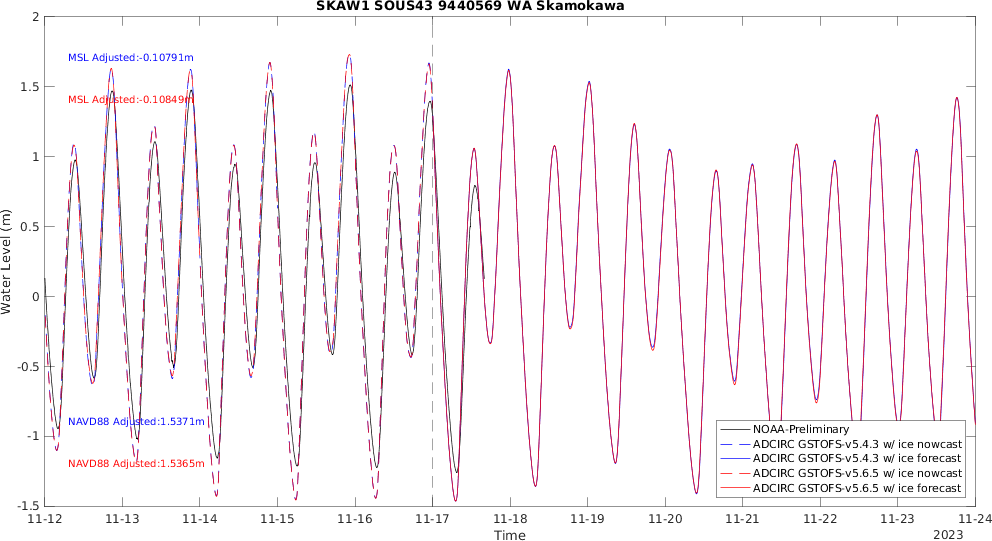 SKAW1 SOUS43 9440569 WA Skamokawa
2
1.5
1
0.5
0
-0.5
-1
-1.5
Water Level (m)
MSL Adjusted:-0.10791m
MSL Adjusted:-0.10849m
NAVD88 Adjusted:1.5371m
NAVD88 Adjusted:1.5365m
NOAA-Preliminary
ADCIRC GSTOFS-v5.4.3 w/ ice nowcast
ADCIRC GSTOFS-v5.4.3 w/ ice forecast
ADCIRC GSTOFS-v5.6.5 w/ ice nowcast
ADCIRC GSTOFS-v5.6.5 w/ ice forecast
11-12 11-13 11-14 11-15 11-16 11-17 11-18 11-19 11-20 11-21 11-22 11-23 11-24
Time
2023